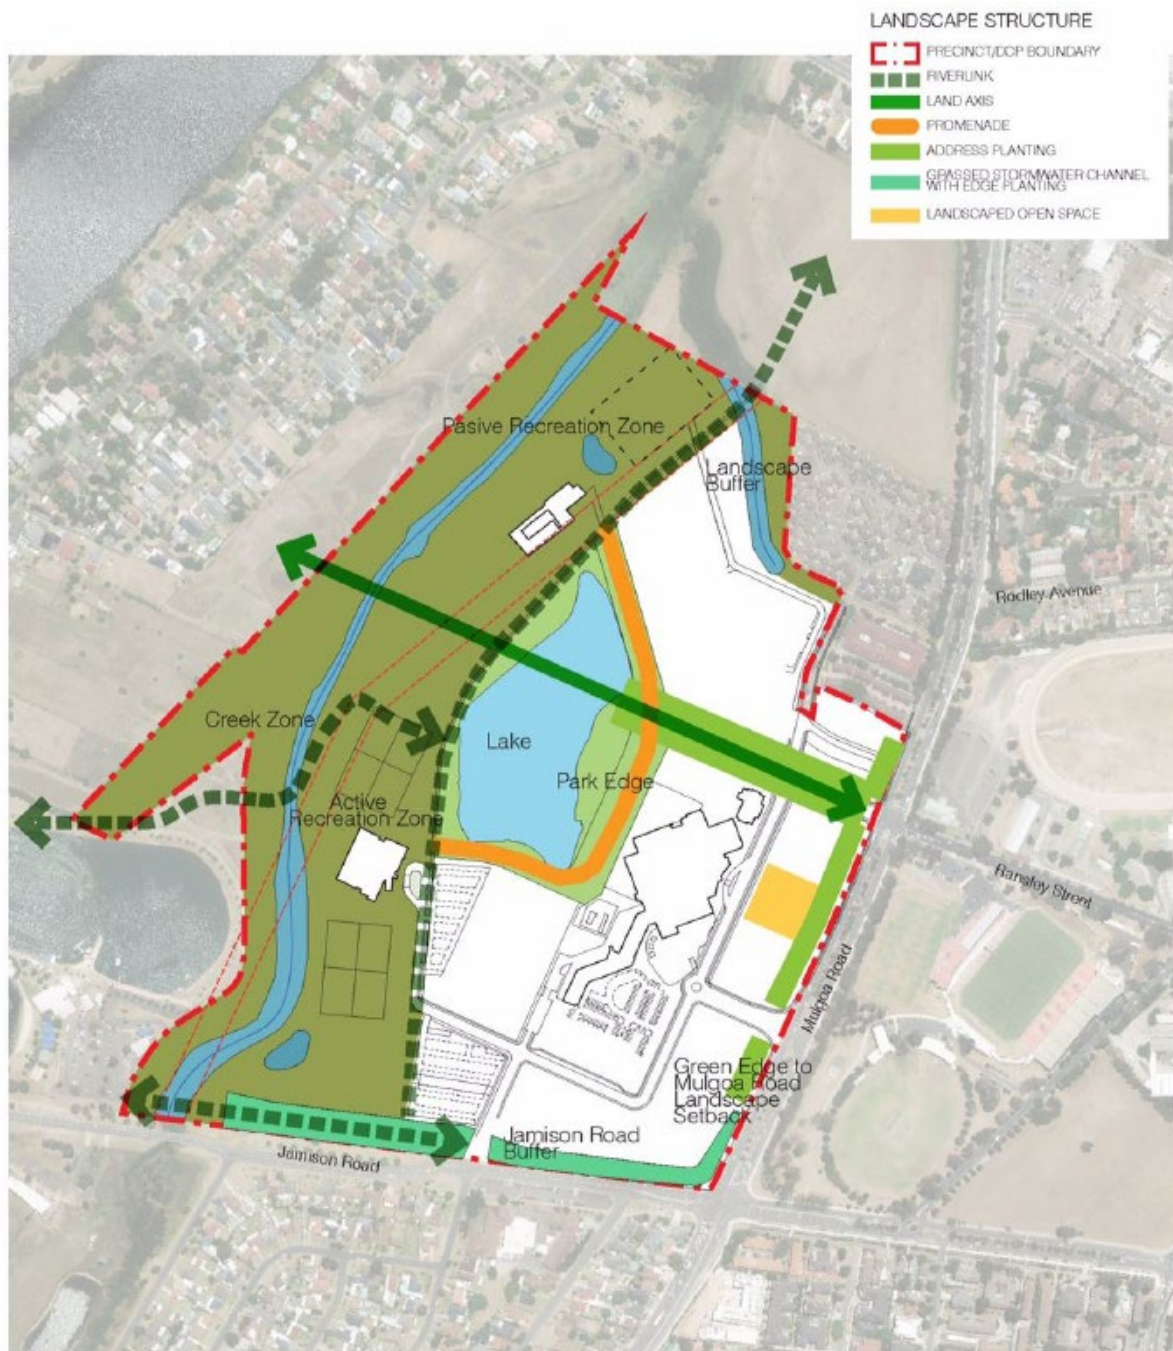 LANDSCAPE STRUCTURE
PRECINCT/DCP BOUNDARY
RIVERLINK
LAND AXIS
PROMENADE
ADDRESS PLANTING
GRASSED STORMWATER CHANNEL
WITH EDGE PLANTING
LANDSCAPED OPEN SPACE
Pasive Recreation Zone
Landscape
Buffer
Rodley Avenue
Creek Zone
Lake
Park Edge
Active
Recreation Zone
Ransley Street
Mulgoa Road
Green Edge to
Mulgoa Road
Landscape
Setback
Jamison Road
Buffer
Jamison Road